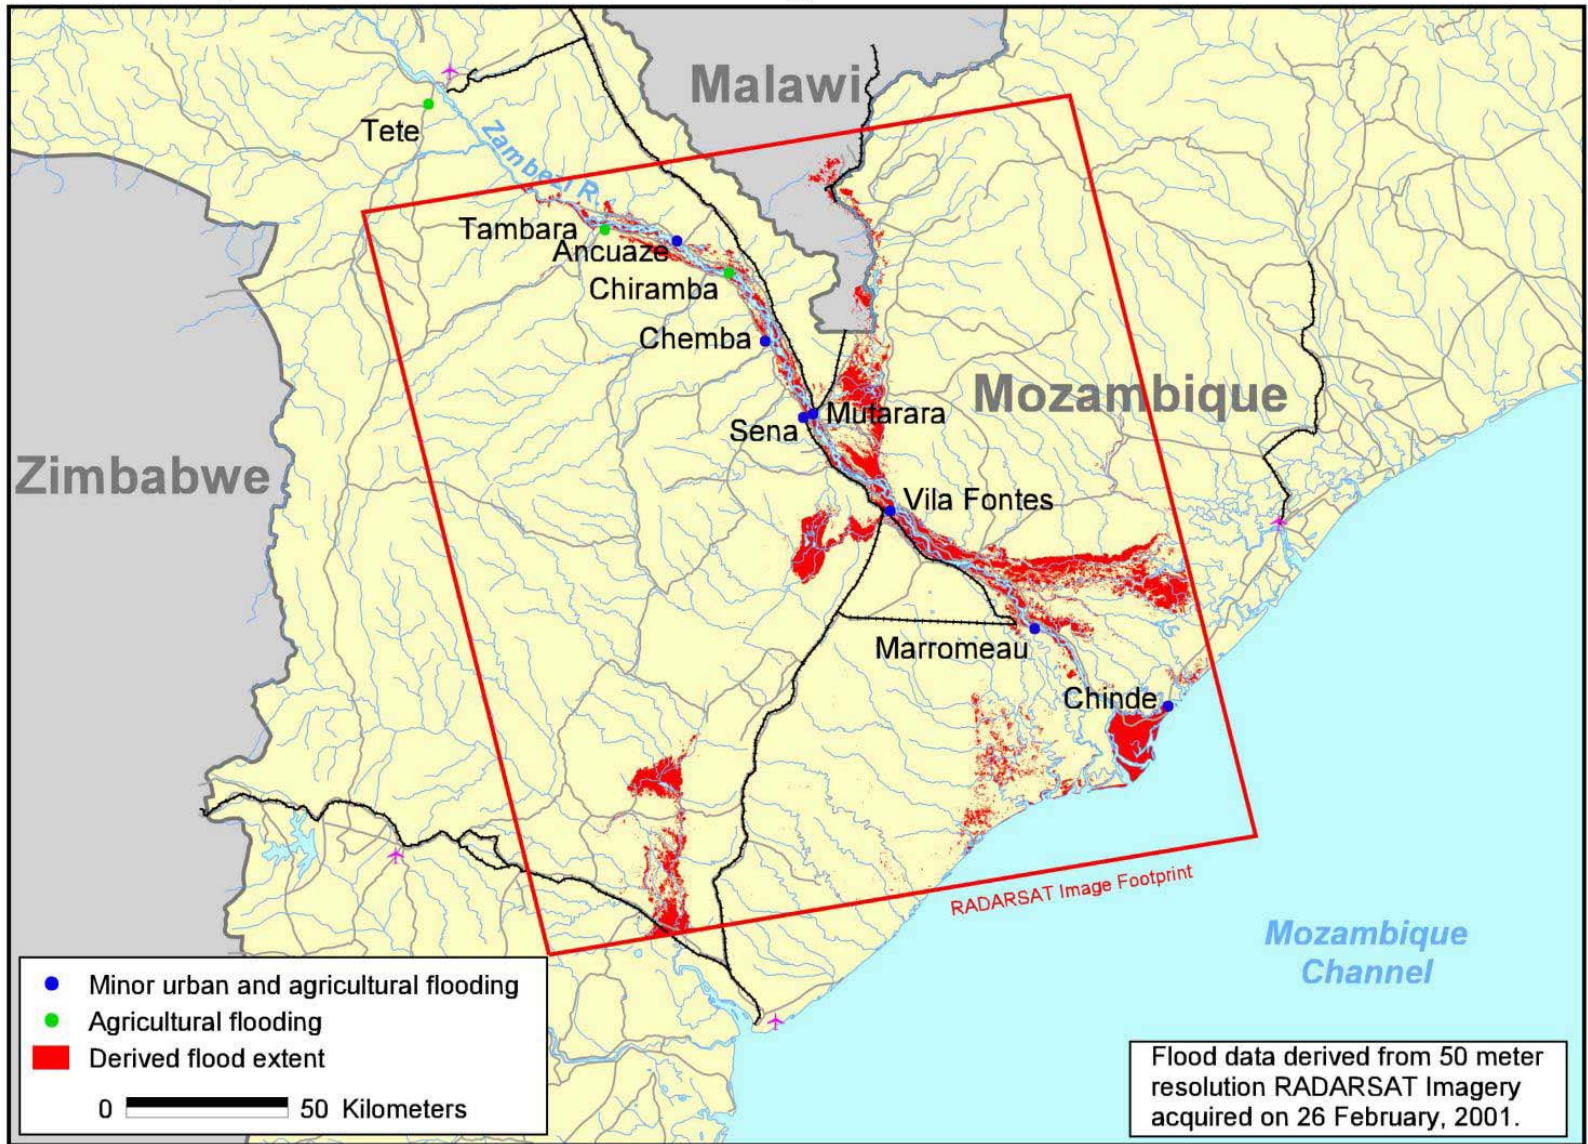 Malawi
Tete
Zambezi R.
Tambara
Ancuaze
Chiramba
Chemba
Mozambique
Mutarara
Sena
Zimbabwe
Vila Fontes
Marromeau
Chinde
RADARSAT Image Footprint
Mozambique
Channel
Minor urban and agricultural flooding
Agricultural flooding
Derived flood extent
0 50 Kilometers
Flood data derived from 50 meter
resolution RADARSAT Imagery
acquired on 26 February, 2001.